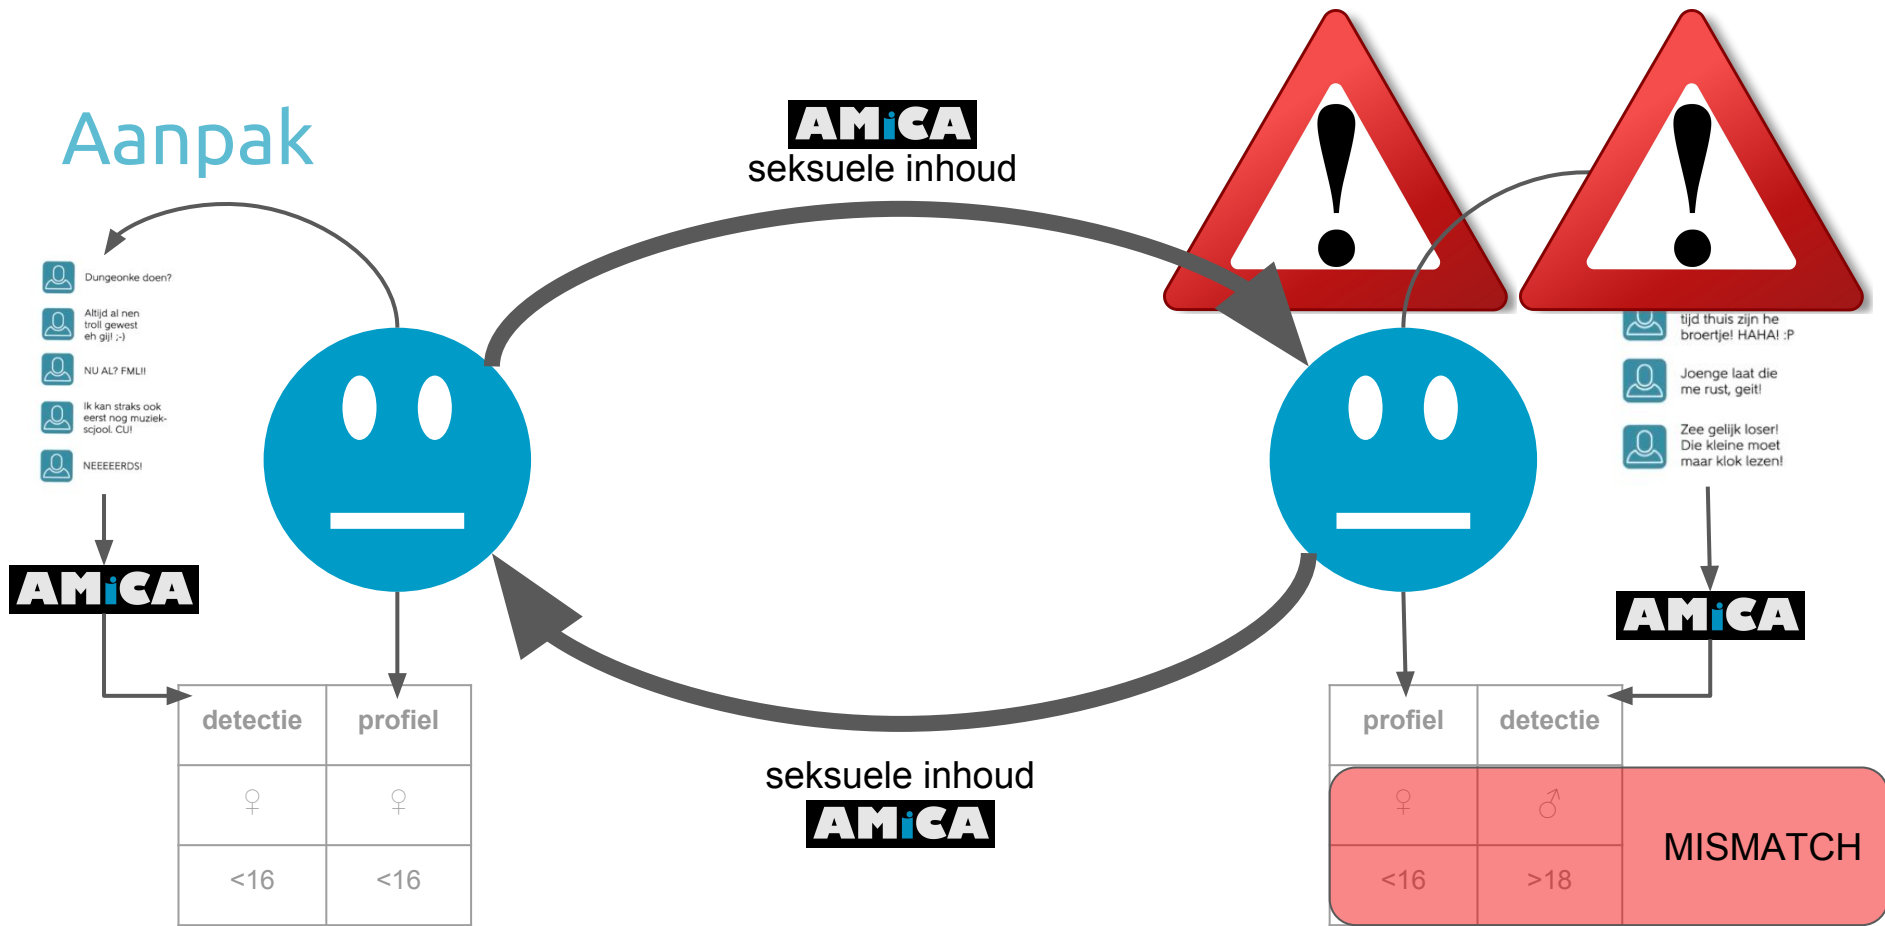 Aanpak
AMiCA
seksuele inhoud
Dungeonke doen?
Altijd al nen
troll gewest
eh gij! ;-)
NU AL? FML!!
Ik kan straks ook
eerst nog muziek-
scjool. CU!
NEEEEERDS!
AMiCA
detectie profiel
♀ ♀
<16 <16
seksuele inhoud
AMiCA
! !
tijd thuis zijn he
broertje! HAHA! :P
Joenge laat die
me rust, geit!
Zee gelijk loser!
Die kleine moet
maar klok lezen!
AMiCA
profiel detectie
♀ ♂
<16 >18
MISMATCH